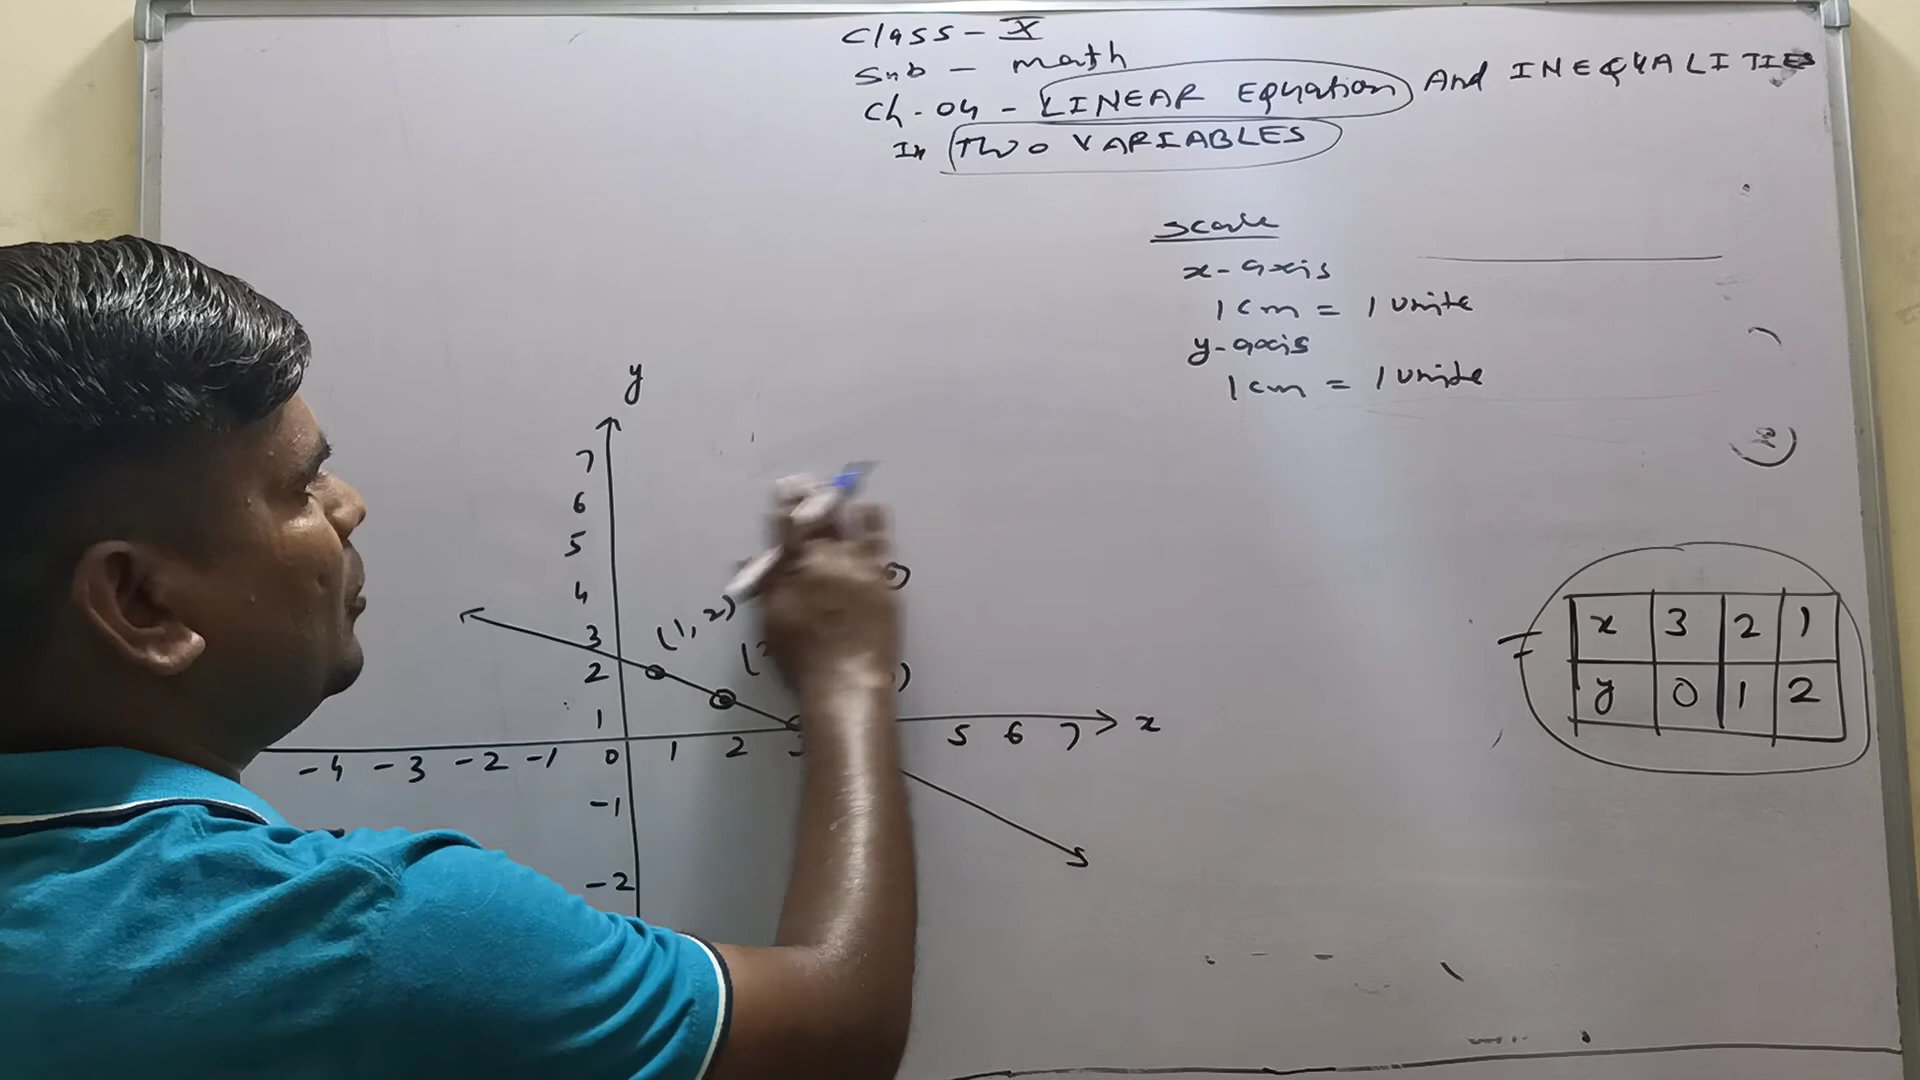 Class - X
Sub - math
Ch - 04 - LINEAR Equation And INEQUALITIES
In TWO VARIABLES
Scale
x-axis
1 cm = 1 unite
y-axis
1 cm = 1 unite
y
7
6
5
4
3
2
1
(1, 2)
x 3 2 1
y 0 1 2
-4 -3 -2 -1 0 1 2 5 6 7 x
-1
-2